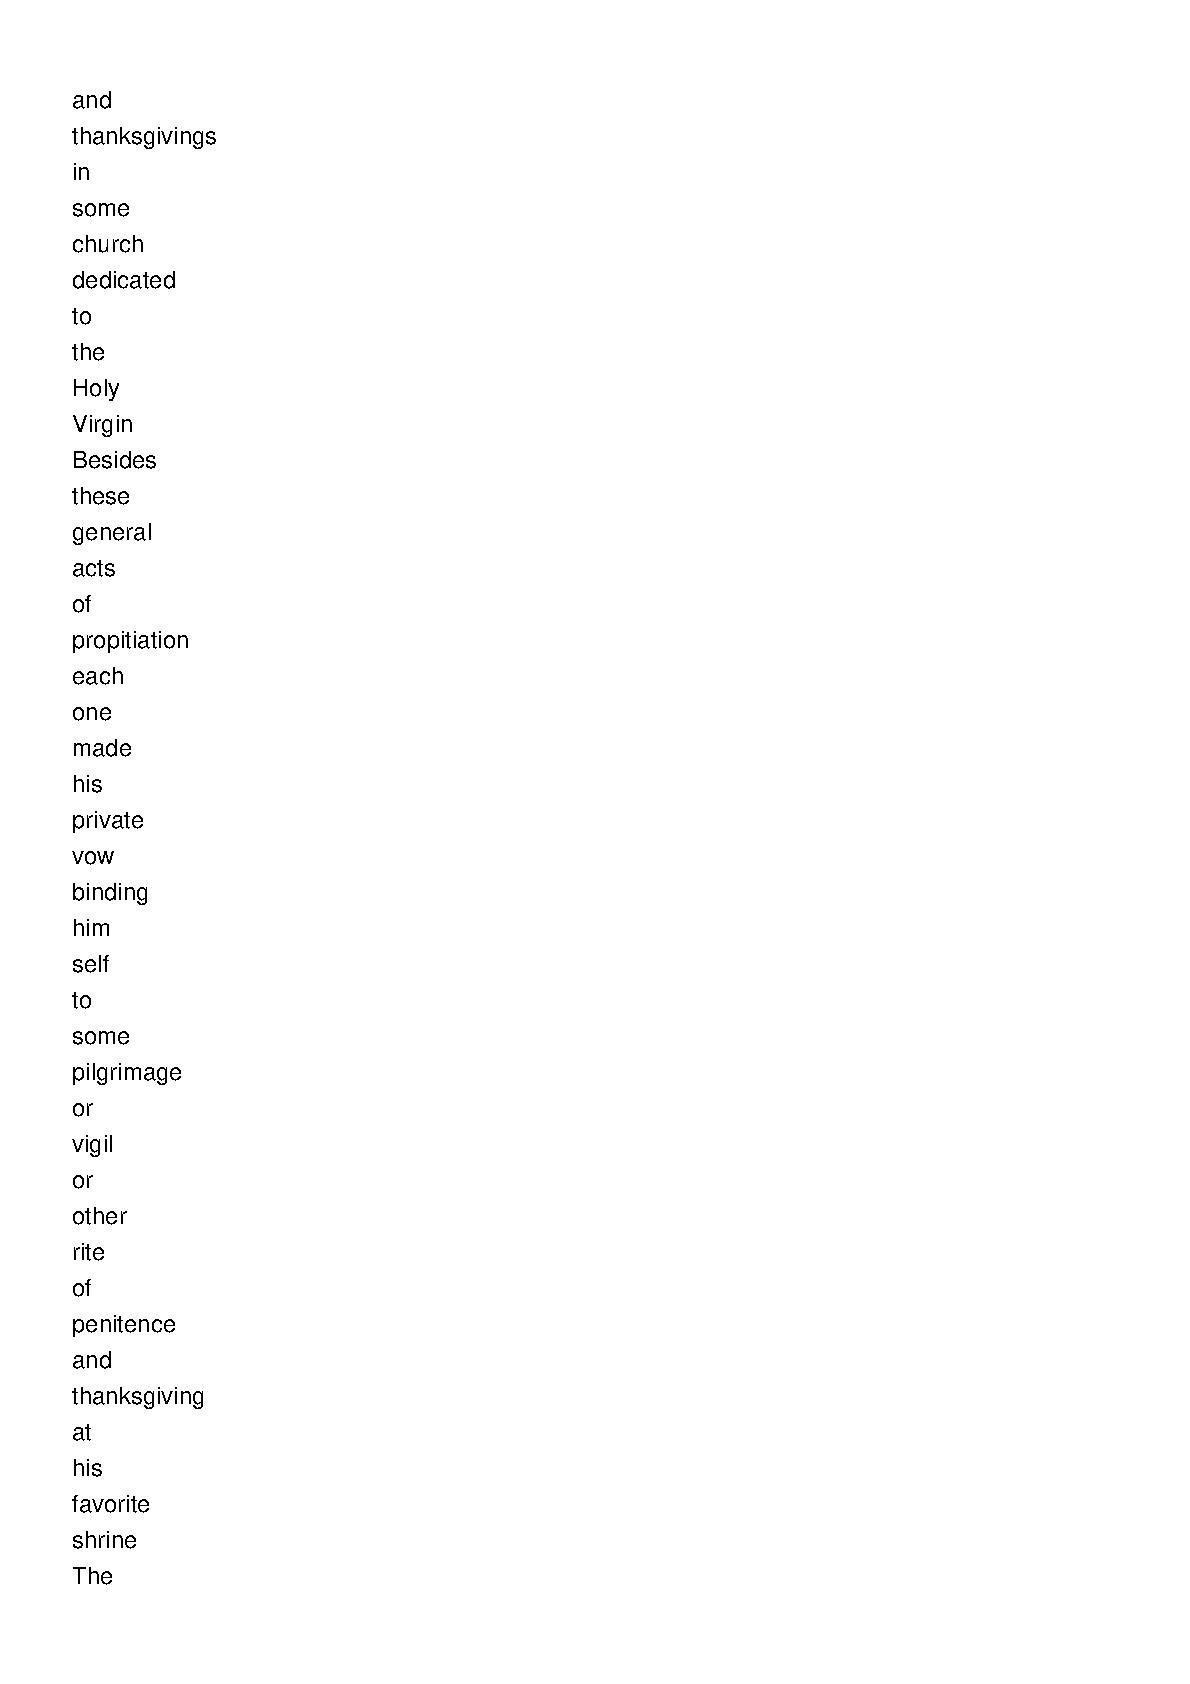 and
thanksgivings
in
some
church
dedicated
to
the
Holy
Virgin
Besides
these
general
acts
of
propitiation
each
one
made
his
private
vow
binding
him
self
to
some
pilgrimage
or
vigil
or
other
rite
of
penitence
and
thanksgiving
at
his
favorite
shrine
The